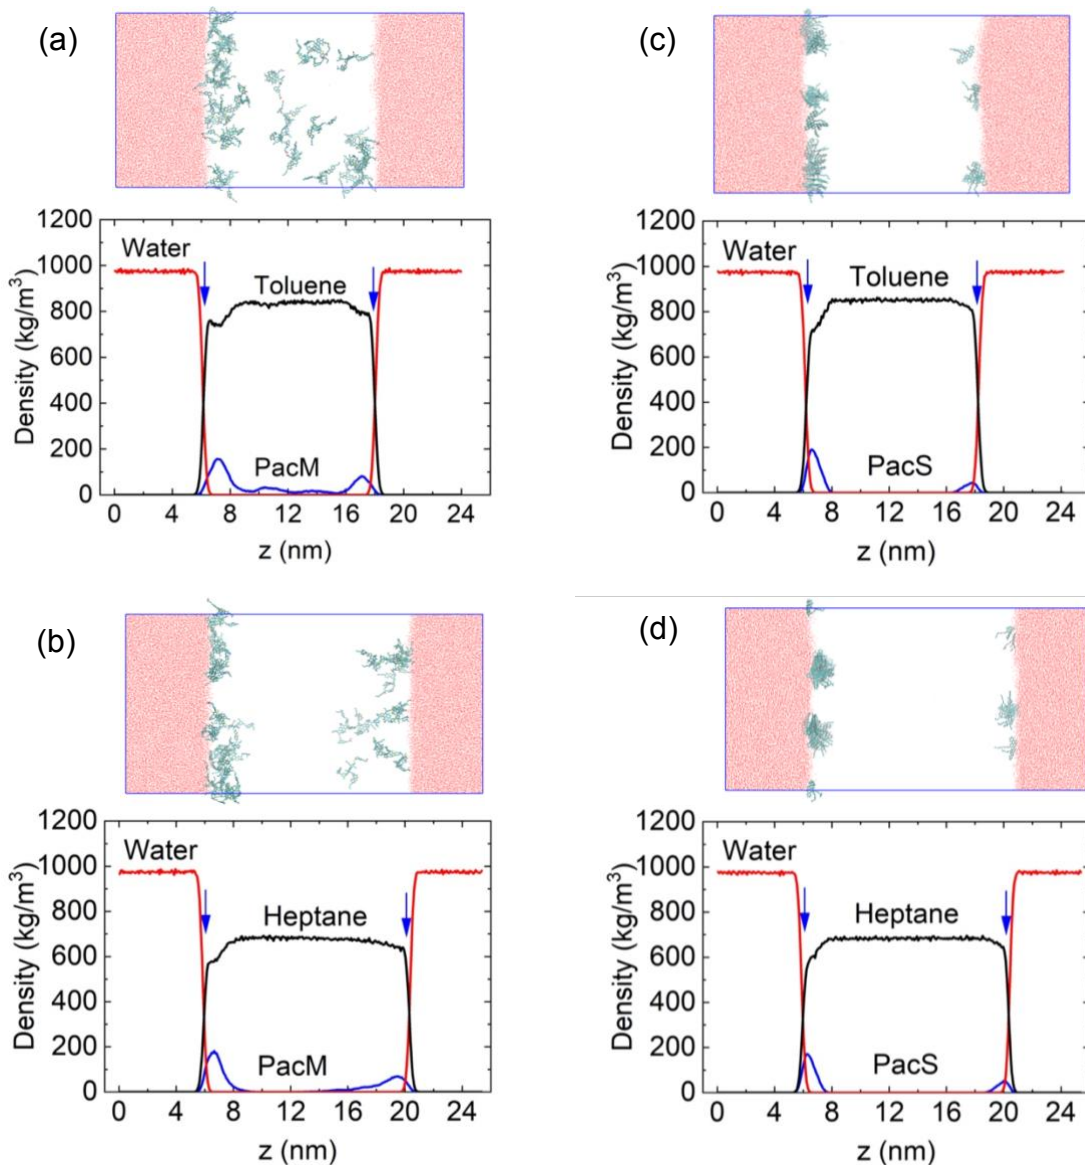 (a)
1200
1000
800
600
400
200
0
Water
Toluene
PacM
Density (kg/m³)
0 4 8 12 16 20 24
z (nm)
(c)
1200
1000
800
600
400
200
0
Water
Toluene
PacS
Density (kg/m³)
0 4 8 12 16 20 24
z (nm)
(b)
1200
1000
800
600
400
200
0
Water
Heptane
PacM
Density (kg/m³)
0 4 8 12 16 20 24
z (nm)
(d)
1200
1000
800
600
400
200
0
Water
Heptane
PacS
Density (kg/m³)
0 4 8 12 16 20 24
z (nm)